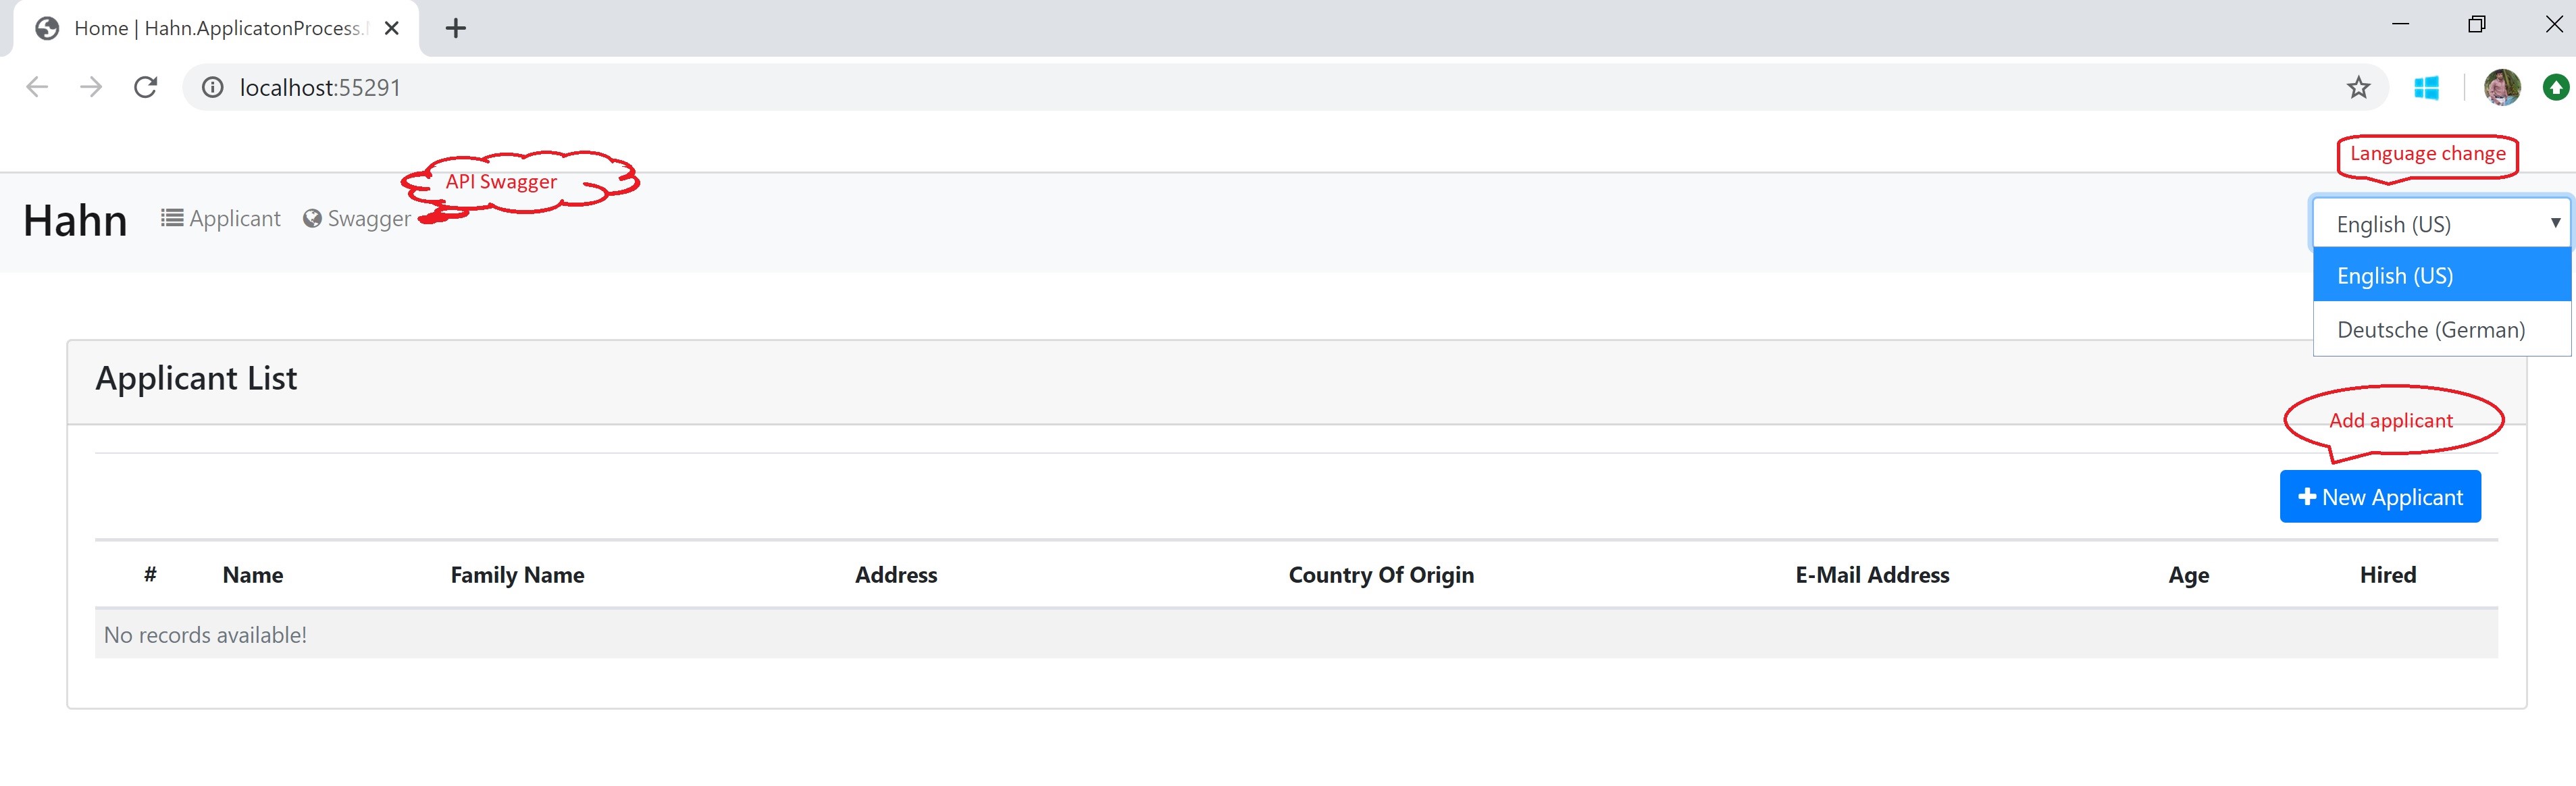 Home | Hahn.ApplicatonProcess.
localhost:55291
Language change
API Swagger
Hahn Applicant Swagger
English (US)
English (US)
Deutsche (German)
Applicant List
Add applicant
New Applicant
# Name Family Name Address Country Of Origin E-Mail Address Age Hired
No records available!